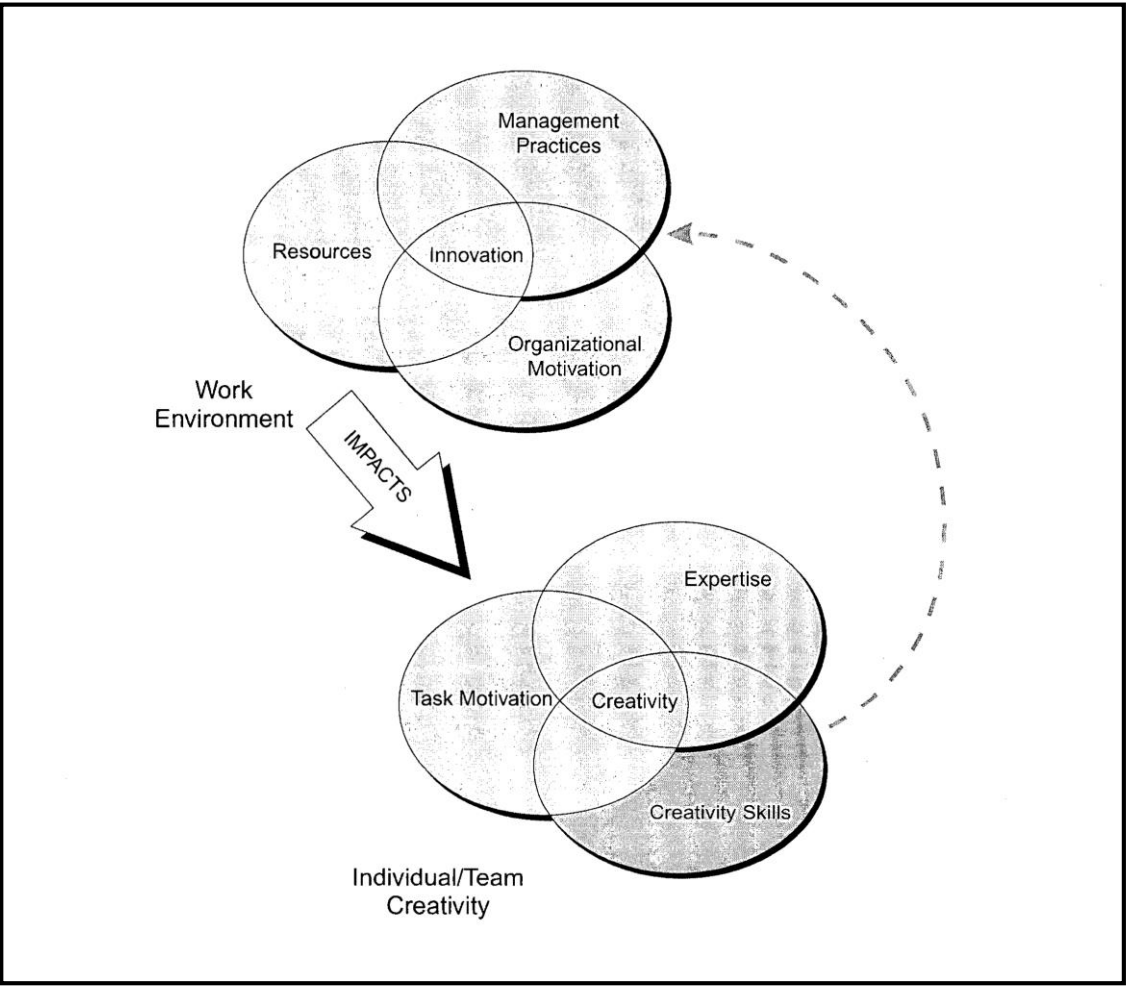 Management
Practices
Resources
Innovation
Organizational
Motivation
Work
Environment
IMPACTS
Expertise
Task Motivation
Creativity
Creativity Skills
Individual/Team
Creativity